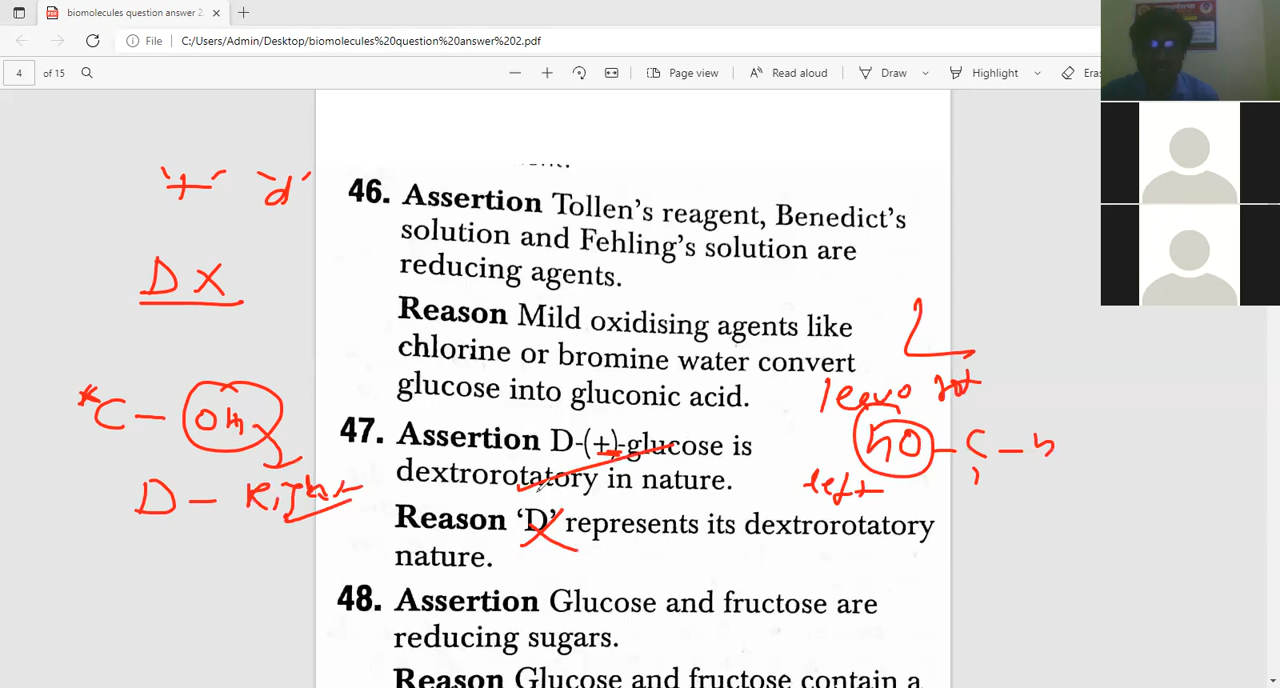 biomolecules question answer 2.
File C:/Users/Admin/Desktop/biomolecules%20question%20answer%202.pdf
4 of 15 Page view Read aloud Draw Highlight Eras
46. Assertion Tollen's reagent, Benedict's
solution and Fehling's solution are
reducing agents.
Reason Mild oxidising agents like
chlorine or bromine water convert
glucose into gluconic acid.
47. Assertion D-(+)-glucose is
dextrorotatory in nature.
Reason 'D' represents its dextrorotatory
nature.
48. Assertion Glucose and fructose are
reducing sugars.
Reason Glucose and fructose contain a
'+' 'd'
D X
*C - OH
D - Right
L
leavo rot
HO - C - H
left